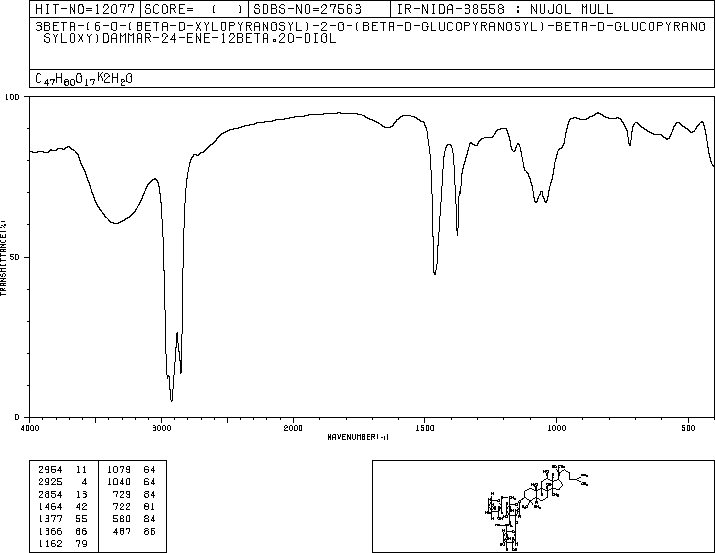 HIT-NO=12077 SCORE= ( ) SDBS-NO=27563 IR-NIDA-38558 : NUJOL MULL
3BETA-(6-O-(BETA-D-XYLOPYRANOSYL)-2-O-(BETA-D-GLUCOPYRANOSYL)-BETA-D-GLUCOPYRANO
SYLOXY)DAMMAR-24-ENE-12BETA,20-DIOL
C47H80O17K2H2O
100
50
0
TRANSMITTANCE(%)
4000 3000 2000 1500 1000 500
WAVENUMBER(-1)
2954 11 1079 64
2925 4 1040 64
2854 13 729 84
1464 42 722 81
1377 55 580 84
1366 66 487 86
1162 79